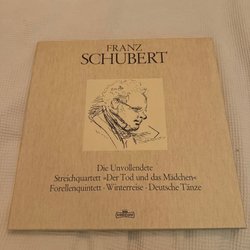 FRANZ
SCHUBERT
Die Unvollendete
Streichquartett »Der Tod und das Mädchen«
Forellenquintett · Winterreise · Deutsche Tänze